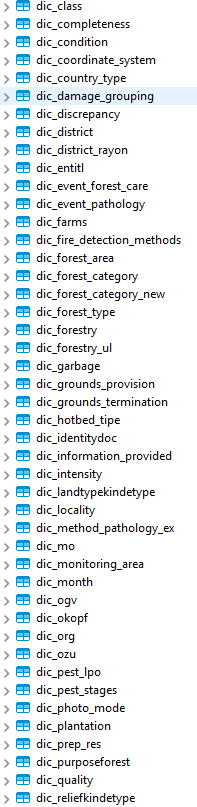 dic_class
dic_completeness
dic_condition
dic_coordinate_system
dic_country_type
dic_damage_grouping
dic_discrepancy
dic_district
dic_district_rayon
dic_entitl
dic_event_forest_care
dic_event_pathology
dic_farms
dic_fire_detection_methods
dic_forest_area
dic_forest_category
dic_forest_category_new
dic_forest_type
dic_forestry
dic_forestry_ul
dic_garbage
dic_grounds_provision
dic_grounds_termination
dic_hotbed_tipe
dic_identitydoc
dic_information_provided
dic_intensity
dic_landtypekindetype
dic_locality
dic_method_pathology_ex
dic_mo
dic_monitoring_area
dic_month
dic_ogv
dic_okopf
dic_org
dic_ozu
dic_pest_lpo
dic_pest_stages
dic_photo_mode
dic_plantation
dic_prep_res
dic_purposeforest
dic_quality
dic_reliefkindetype